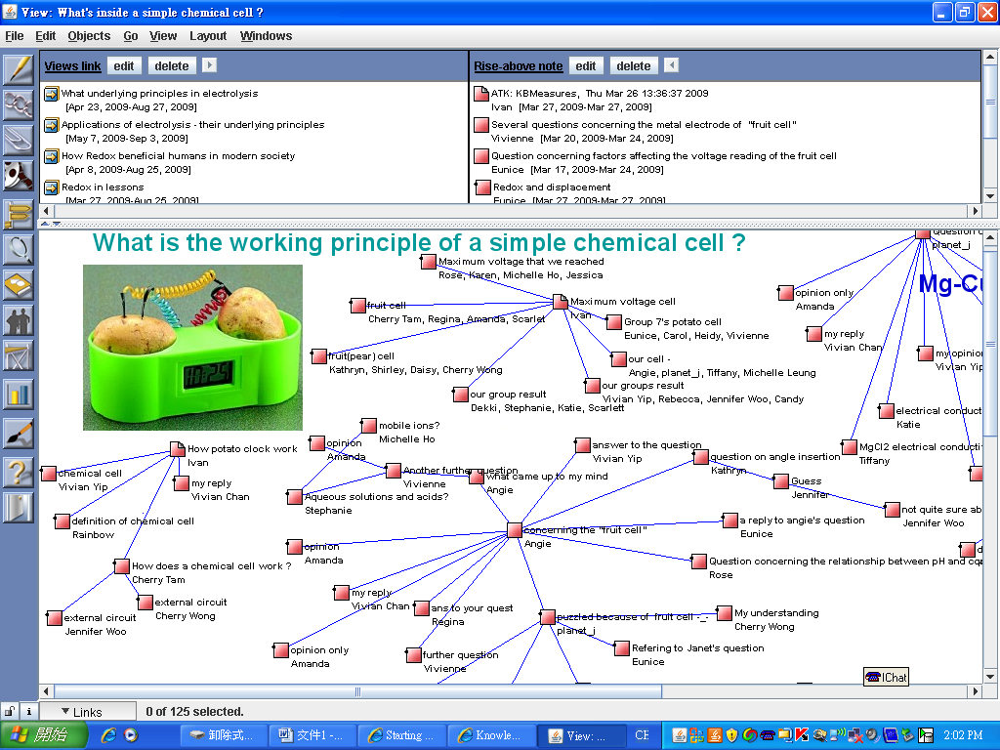 View: What's inside a simple chemical cell ?
File Edit Objects Go View Layout Windows
Views link edit delete
What underlying principles in electrolysis
[Apr 23, 2009-Aug 27, 2009]
Applications of electrolysis - their underlying principles
[May 7, 2009-Sep 3, 2009]
How Redox beneficial humans in modern society
[Apr 8, 2009-Aug 25, 2009]
Redox in lessons
[Mar 27, 2009-Aug 25, 2009]
Rise-above note edit delete
ATK: KBMeasures, Thu Mar 26 13:36:37 2009
Ivan [Mar 27, 2009-Mar 27, 2009]
Several questions concerning the metal electrode of "fruit cell"
Vivienne [Mar 20, 2009-Mar 24, 2009]
Question concerning factors affecting the voltage reading of the fruit cell
Eunice [Mar 17, 2009-Mar 24, 2009]
Redox and displacement
Eunice [Mar 27, 2009-Mar 27, 2009]
What is the working principle of a simple chemical cell ?
Question c
planet_j
Maximum voltage that we reached
Rose, Karen, Michelle Ho, Jessica
Mg-Cu
opinion only
Amanda
Maximum voltage cell
Ivan
fruit cell
Cherry Tam, Regina, Amanda, Scarlet
Group 7's potato cell
Eunice, Carol, Heidy, Vivienne
my reply
Vivian Chan
my opinion
Vivian Yip
fruit(pear) cell
Kathryn, Shirley, Daisy, Cherry Wong
our cell -
Angie, planet_j, Tiffany, Michelle Leung
our groups result
Vivian Yip, Rebecca, Jennifer Woo, Candy
our group result
Dekki, Stephanie, Katie, Scarlett
electrical conduct
Katie
mobile ions?
Michelle Ho
opinion
Amanda
answer to the question
Vivian Yip
MgCl2 electrical conducti
Tiffany
How potato clock work
Ivan
question on angle insertion
Kathryn
chemical cell
Vivian Yip
my reply
Vivian Chan
Another further question
Vivienne
what came up to my mind
Angie
Guess
Jennifer
Aqueous solutions and acids?
Stephanie
not quite sure ab
Jennifer Woo
definition of chemical cell
Rainbow
a reply to angie's question
Eunice
concerning the "fruit cell"
Angie
opinion
Amanda
Question concerning the relationship between pH and co
Rose
How does a chemical cell work ?
Cherry Tam
my reply
Vivian Chan
external circuit
Cherry Wong
ans to your quest
Regina
external circuit
Jennifer Woo
puzzled because of fruit cell -_-
planet_j
My understanding
Cherry Wong
opinion only
Amanda
further question
Vivienne
Refering to Janet's question
Eunice
IChat
Links 0 of 125 selected.
開始 卸除式... 文件1 -... Starting ... Knowle... View: ... CH 2:02 PM